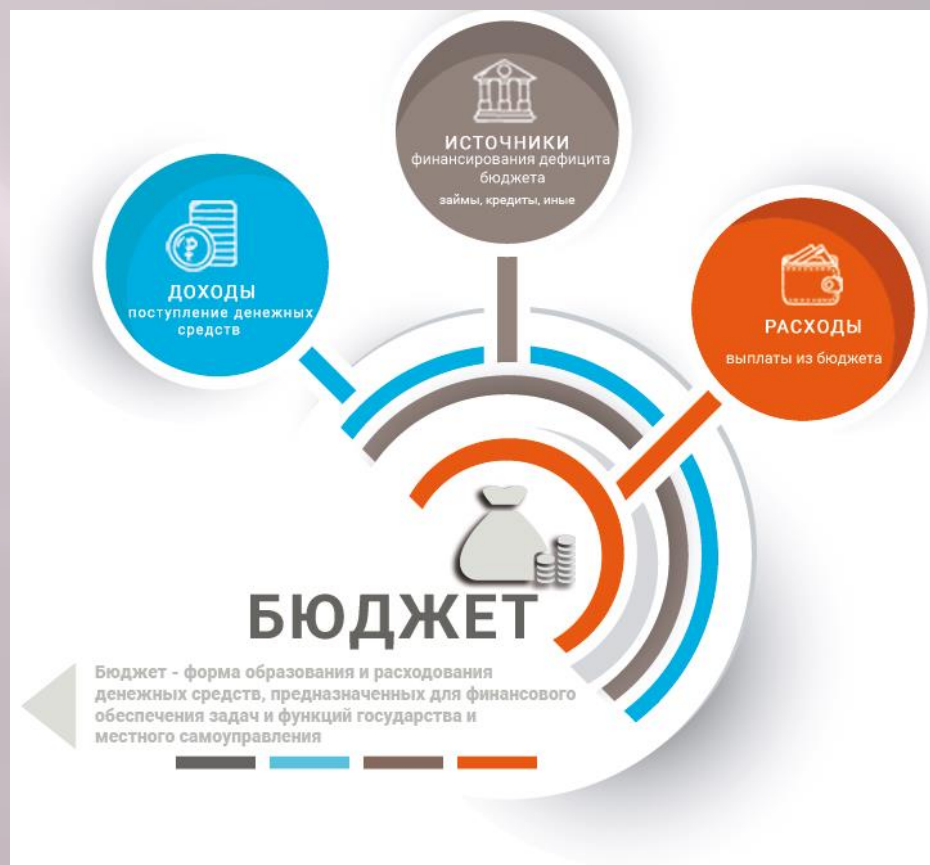 ИСТОЧНИКИ
финансирования дефицита
бюджета
займы, кредиты, иные
ДОХОДЫ
поступление денежных
средств
РАСХОДЫ
выплаты из бюджета
БЮДЖЕТ
Бюджет - форма образования и расходования
денежных средств, предназначенных для финансового
обеспечения задач и функций государства и
местного самоуправления